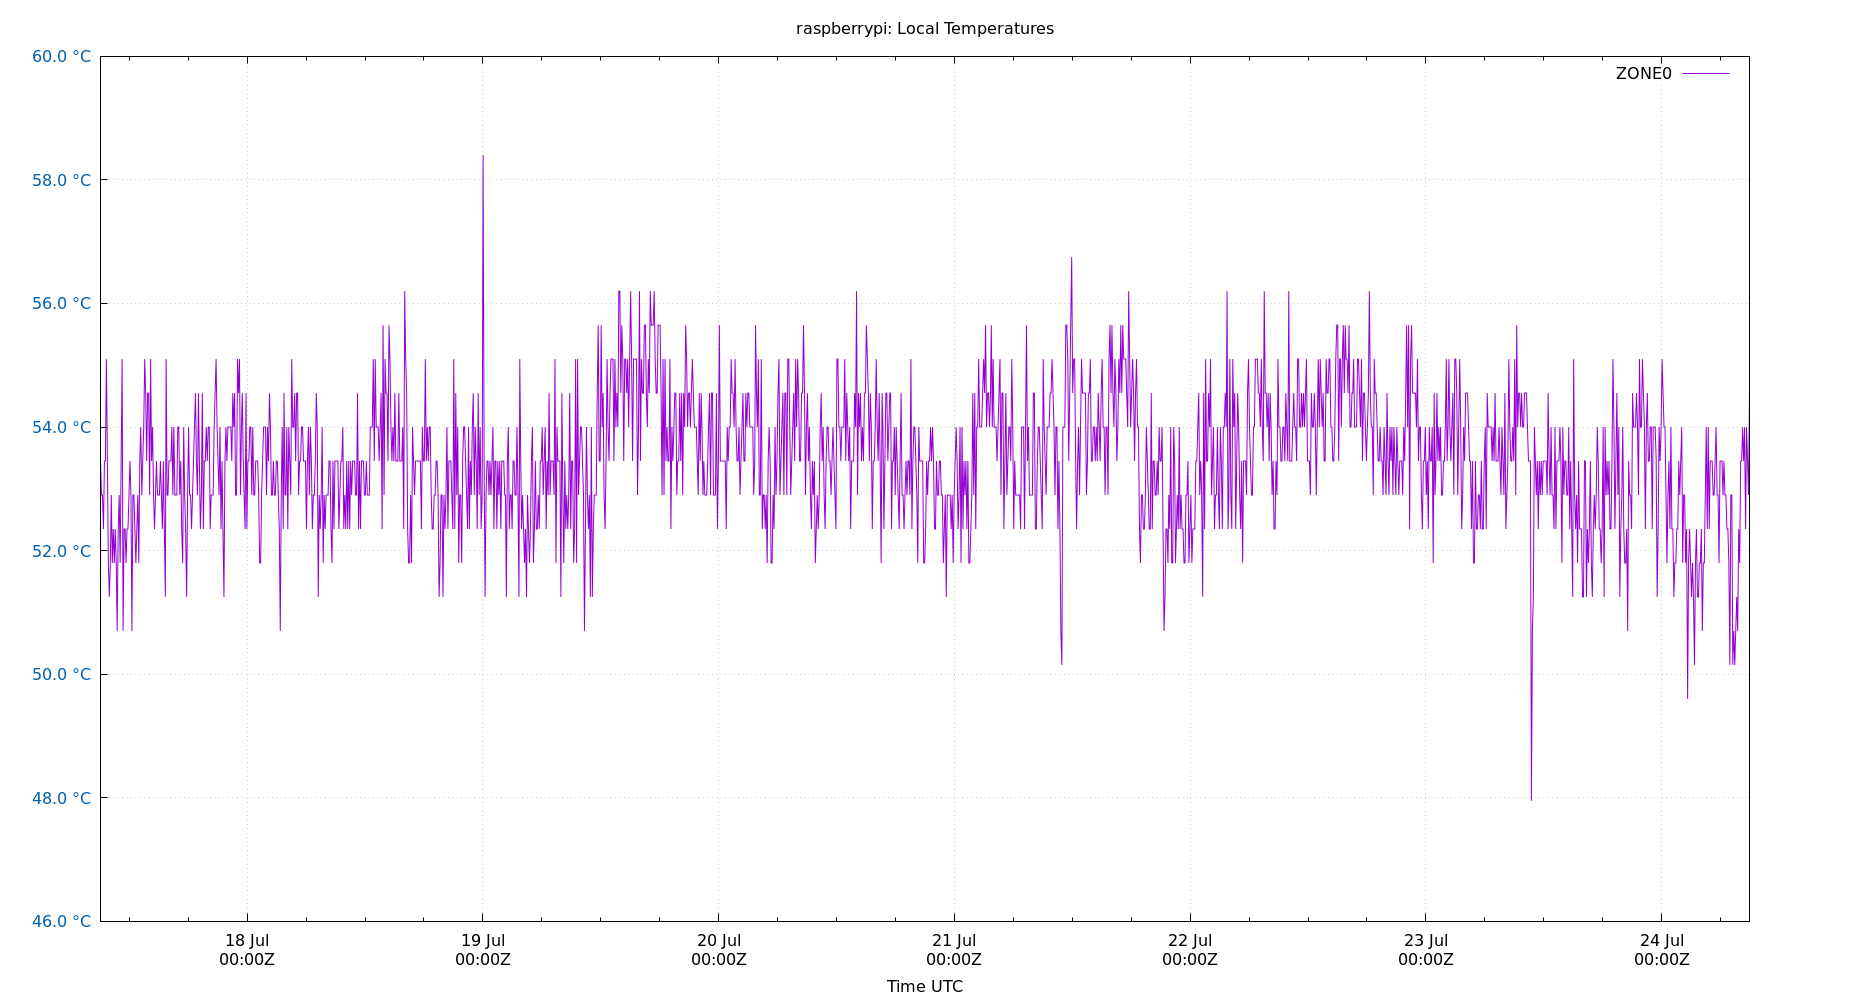 raspberrypi: Local Temperatures
60.0 °C
58.0 °C
56.0 °C
54.0 °C
52.0 °C
50.0 °C
48.0 °C
46.0 °C
ZONE0
18 Jul
00:00Z
19 Jul
00:00Z
20 Jul
00:00Z
21 Jul
00:00Z
22 Jul
00:00Z
23 Jul
00:00Z
24 Jul
00:00Z
Time UTC